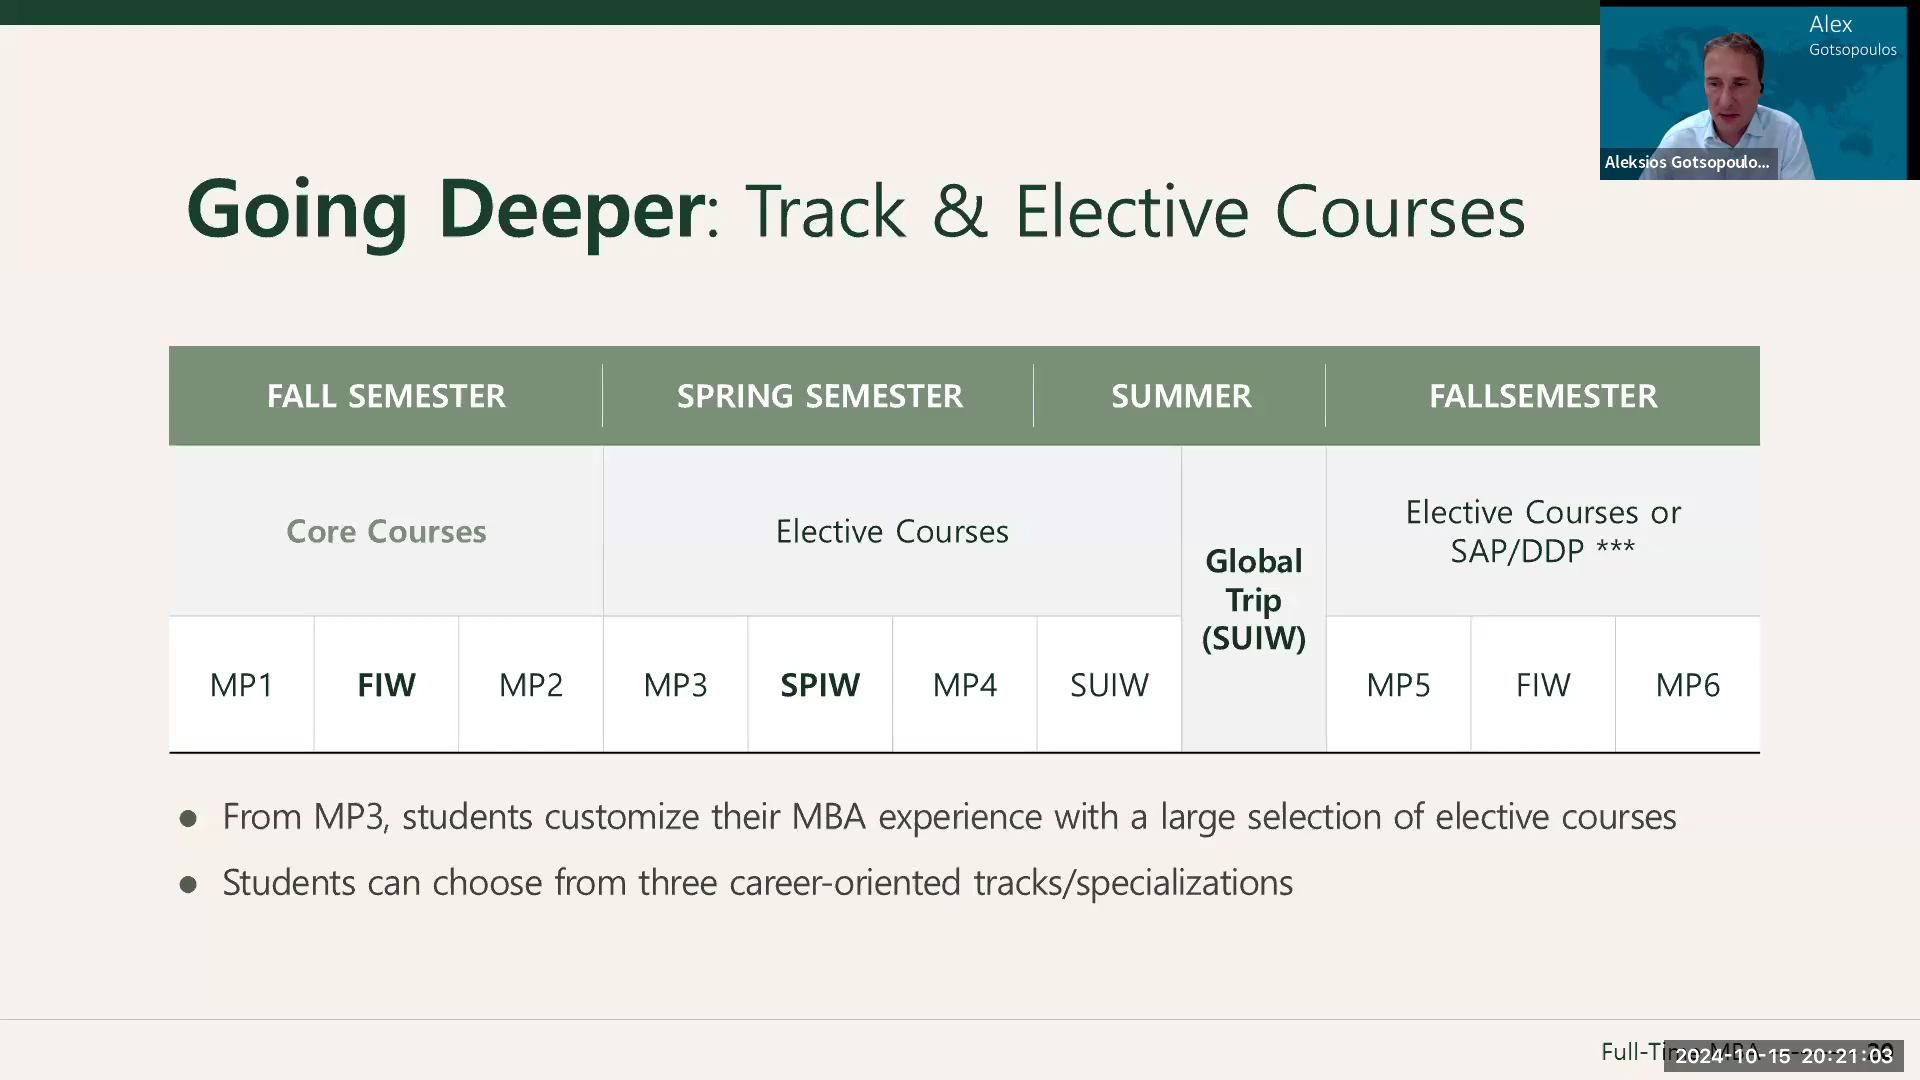 Alex
Gotsopoulos
Aleksios Gotsopoulo...
Going Deeper: Track & Elective Courses
FALL SEMESTER
SPRING SEMESTER
SUMMER
FALLSEMESTER
Core Courses
Elective Courses
Global
Trip
(SUIW)
Elective Courses or
SAP/DDP ***
MP1
FIW
MP2
MP3
SPIW
MP4
SUIW
MP5
FIW
MP6
● From MP3, students customize their MBA experience with a large selection of elective courses
● Students can choose from three career-oriented tracks/specializations
Full-Time MBA
2024-10-15 20:21:03